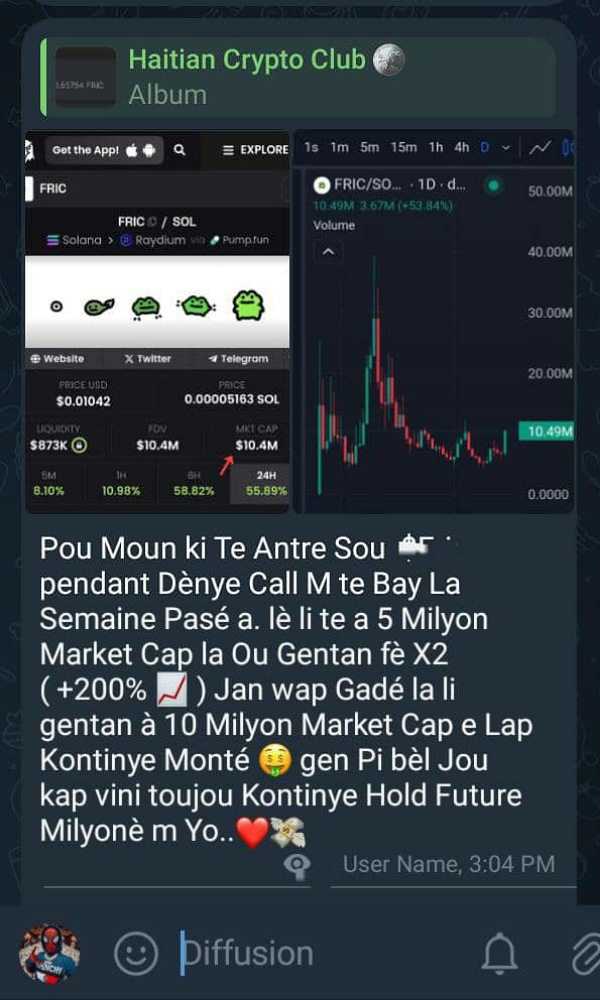 Haitian Crypto Club
Album
Get the App!
EXPLORE
FRIC
FRIC / SOL
Solana > Raydium via Pump.fun
Website Twitter Telegram
PRICE USD PRICE
$0.01042 0.00005163 SOL
LIQUIDITY FDV MKT CAP
$873K $10.4M $10.4M
5M 1H 6H 24H
8.10% 10.98% 58.82% 55.89%
1s 1m 5m 15m 1h 4h D
FRIC/SO... · 1D · d...
10.49M 3.67M (+53.84%)
Volume
50.00M
40.00M
30.00M
20.00M
10.49M
0.0000
Pou Moun ki Te Antre Sou
pendant Dènye Call M te Bay La
Semaine Pasé a. lè li te a 5 Milyon
Market Cap la Ou Gentan fè X2
( +200% 📈 ) Jan wap Gadé la li
gentan à 10 Milyon Market Cap e Lap
Kontinye Monté 🤑 gen Pi bèl Jou
kap vini toujou Kontinye Hold Future
Milyonè m Yo..❤️💸
User Name, 3:04 PM
Diffusion